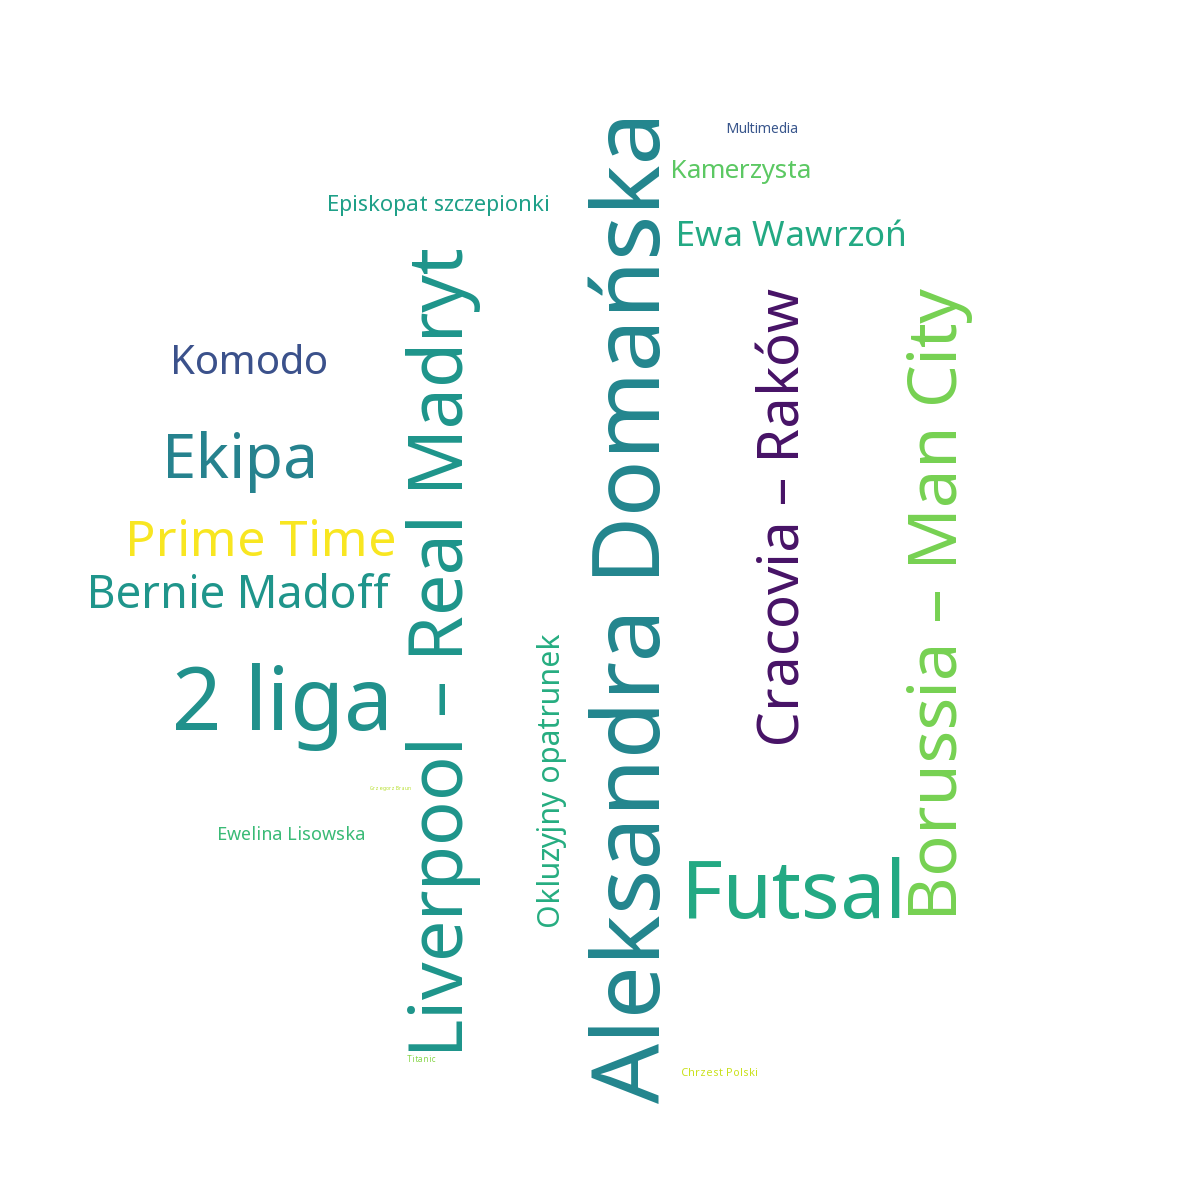 Multimedia
Kamerzysta
Episkopat szczepionki
Ewa Wawrzoń
Aleksandra Domańska
Liverpool – Real Madryt
Cracovia – Raków
Borussia – Man City
Komodo
Ekipa
Prime Time
Bernie Madoff
2 liga
Okluzyjny opatrunek
Grzegorz Braun
Ewelina Lisowska
Futsal
Titanic
Chrzest Polski